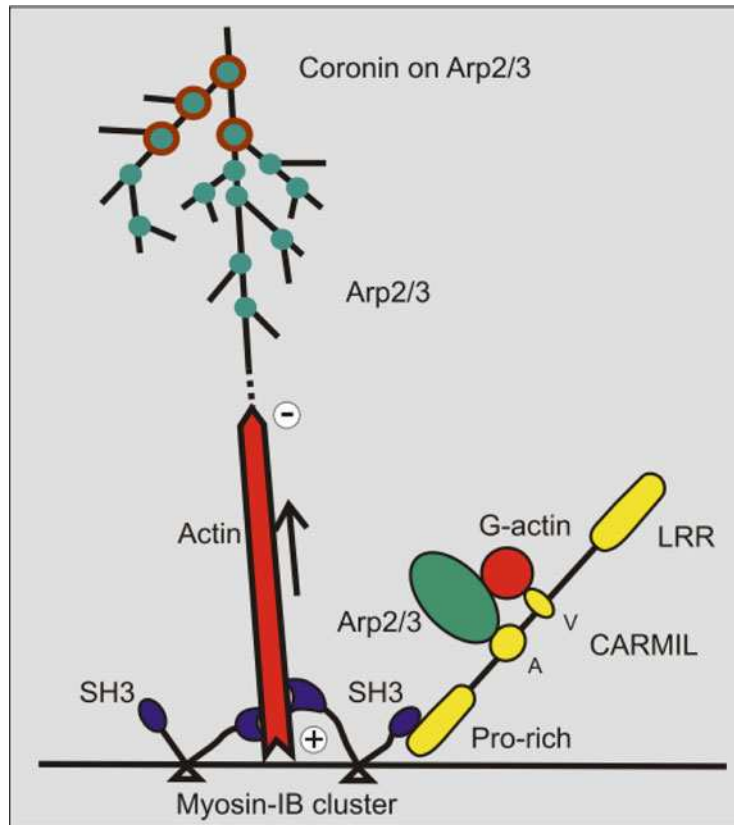 Coronin on Arp2/3
Arp2/3
-
Actin
G-actin
LRR
Arp2/3
V
CARMIL
A
SH3
SH3
+
Pro-rich
Myosin-IB cluster